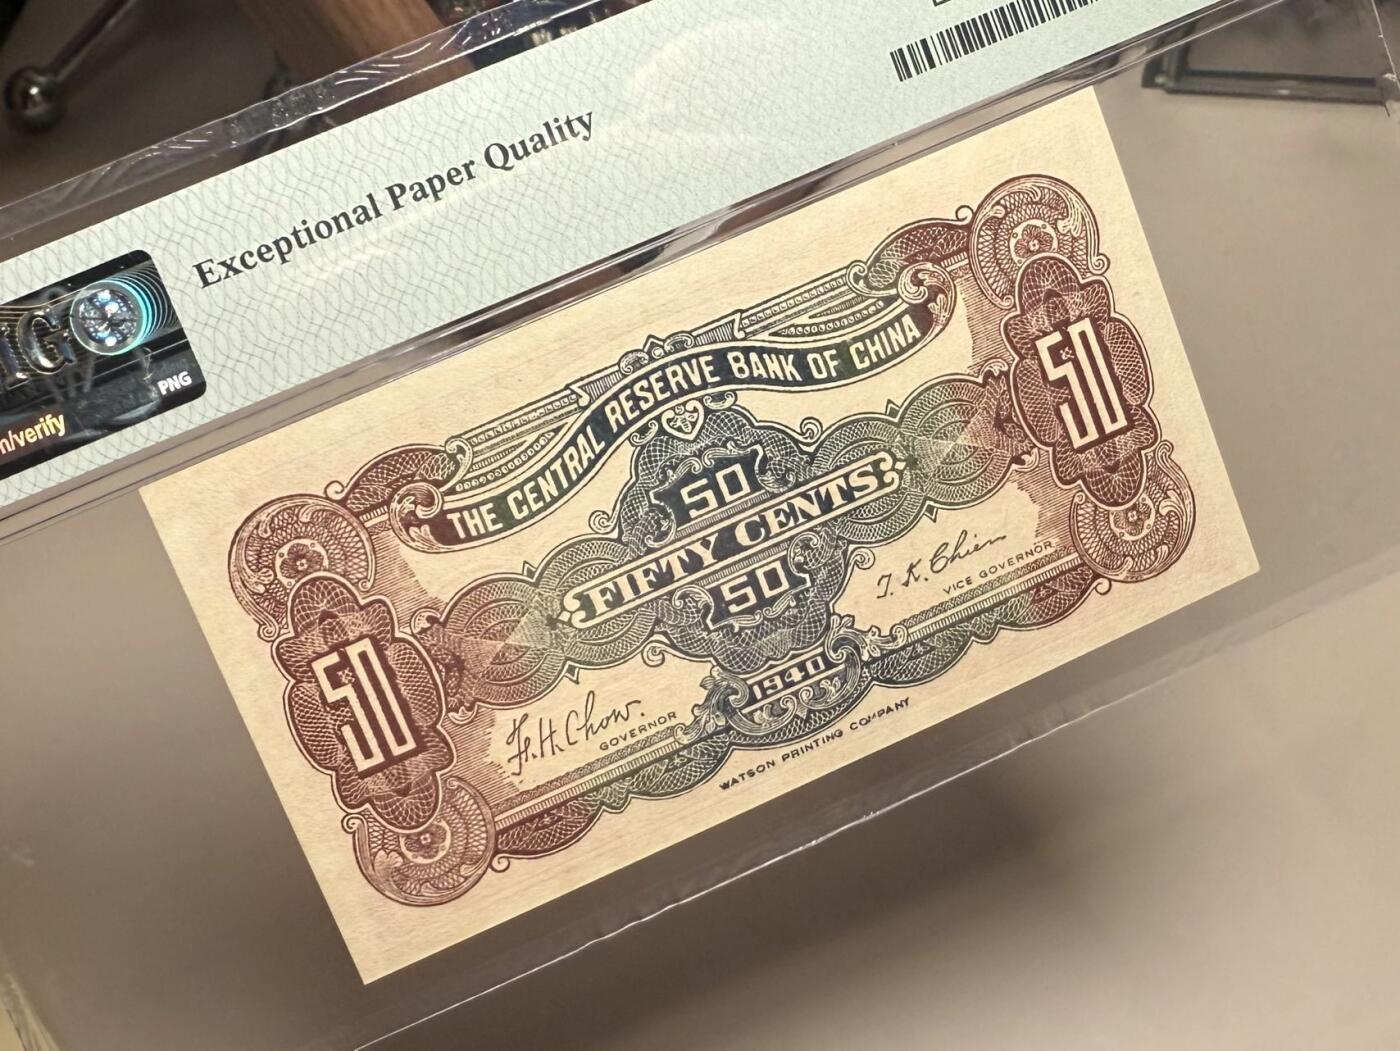 Exceptional Paper Quality
PNG
n/verify
THE CENTRAL RESERVE BANK OF CHINA
50
50
FIFTY CENTS
50
50
T. K. Chien
VICE GOVERNOR
F. H. Chow.
GOVERNOR
1940
WATSON PRINTING COMPANY